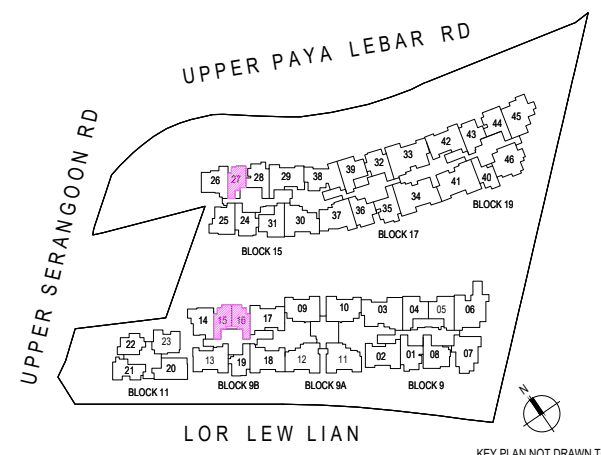 UPPER PAYA LEBAR RD
UPPER SERANGOON RD
26 27 28 29 38 39 32 33 42 43 44 45
25 24 31 30 37 36 35 34 41 40 46
BLOCK 15
BLOCK 17
BLOCK 19
14 15 16 17 09 10 03 04 05 06
22 23
21 20
13 19 18 12 11 02 01 08 07
BLOCK 11
BLOCK 9B
BLOCK 9A
BLOCK 9
N
LOR LEW LIAN
KEY PLAN NOT DRAWN T